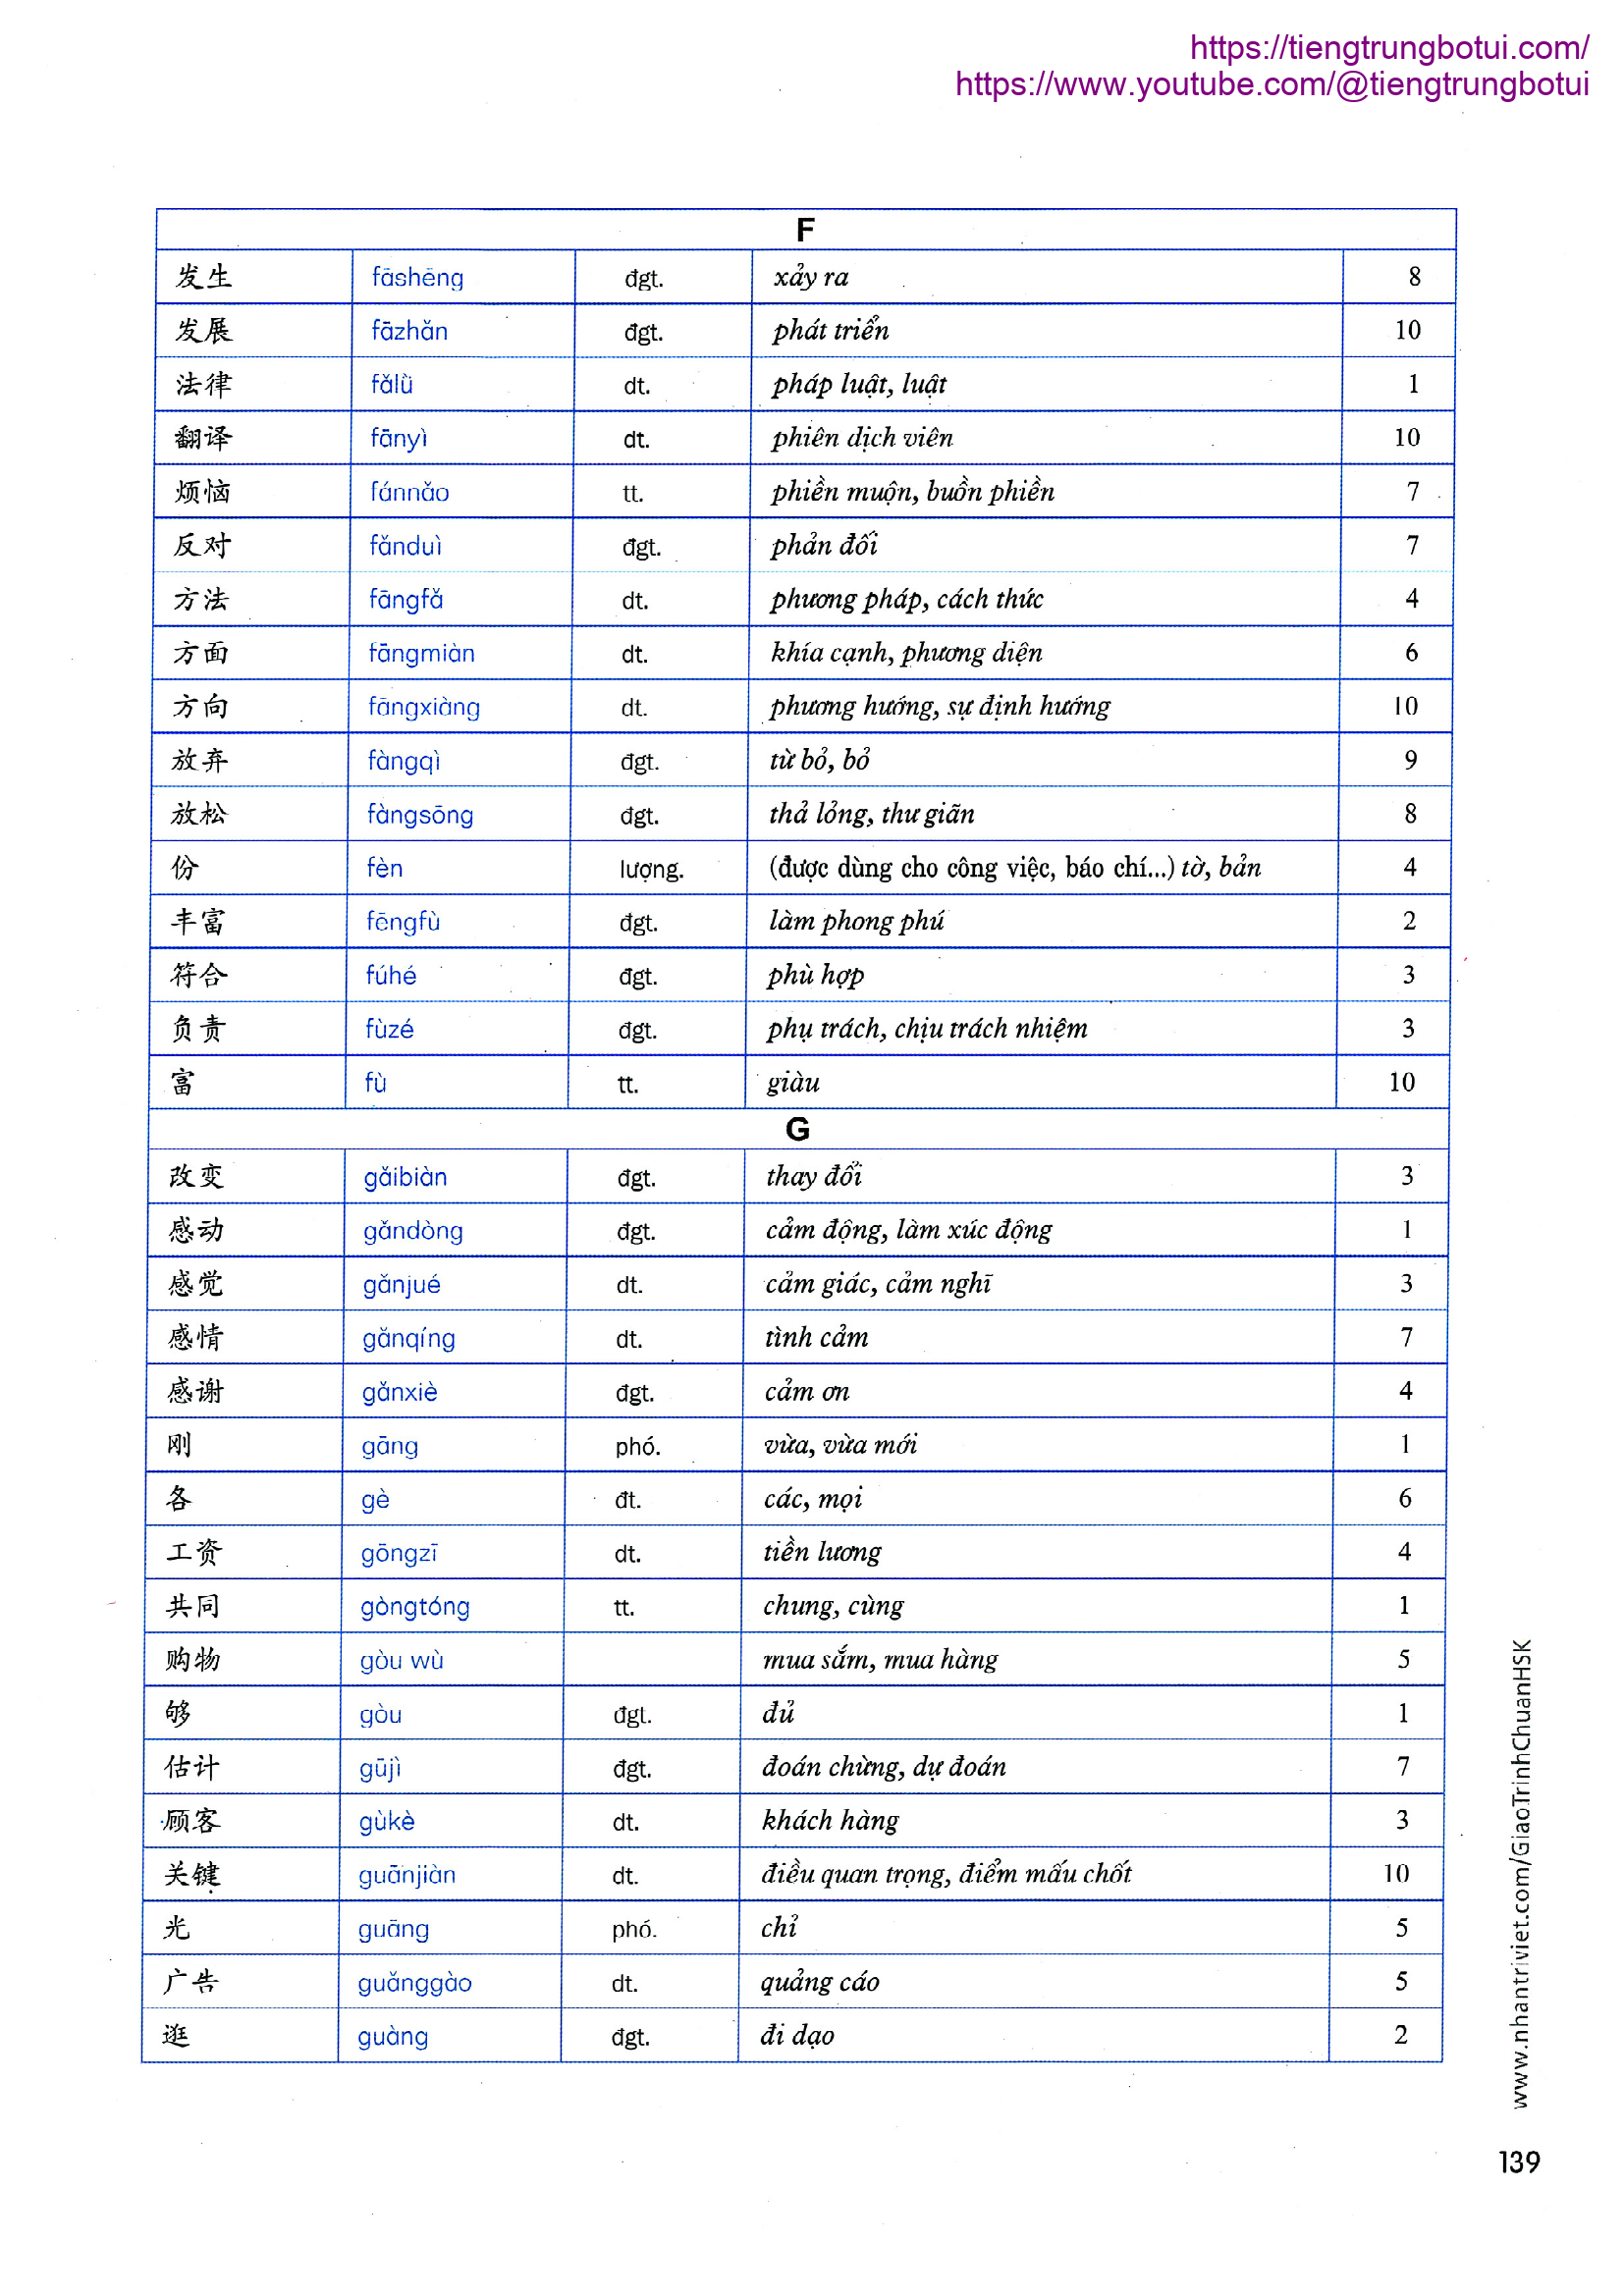 https://tiengtrungbotui.com/
https://www.youtube.com/@tiengtrungbotui
F
发生 fāshēng đgt. xảy ra 8
发展 fāzhǎn đgt. phát triển 10
法律 fǎlǜ dt. pháp luật, luật 1
翻译 fānyì dt. phiên dịch viên 10
烦恼 fánnǎo tt. phiền muộn, buồn phiền 7
反对 fǎnduì đgt. phản đối 7
方法 fāngfǎ dt. phương pháp, cách thức 4
方面 fāngmiàn dt. khía cạnh, phương diện 6
方向 fāngxiàng dt. phương hướng, sự định hướng 10
放弃 fàngqì đgt. từ bỏ, bỏ 9
放松 fàngsōng đgt. thả lỏng, thư giãn 8
份 fèn lượng. (được dùng cho công việc, báo chí...) tờ, bản 4
丰富 fēngfù đgt. làm phong phú 2
符合 fúhé đgt. phù hợp 3
负责 fùzé đgt. phụ trách, chịu trách nhiệm 3
富 fù tt. giàu 10
G
改变 gǎibiàn đgt. thay đổi 3
感动 gǎndòng đgt. cảm động, làm xúc động 1
感觉 gǎnjué dt. cảm giác, cảm nghĩ 3
感情 gǎnqíng dt. tình cảm 7
感谢 gǎnxiè đgt. cảm ơn 4
刚 gāng phó. vừa, vừa mới 1
各 gè đt. các, mọi 6
工资 gōngzī dt. tiền lương 4
共同 gòngtóng tt. chung, cùng 1
购物 gòu wù mua sắm, mua hàng 5
够 gòu đgt. đủ 1
估计 gūjì đgt. đoán chừng, dự đoán 7
顾客 gùkè dt. khách hàng 3
关键 guānjiàn dt. điều quan trọng, điểm mấu chốt 10
光 guāng phó. chỉ 5
广告 guǎnggào dt. quảng cáo 5
逛 guàng đgt. đi dạo 2
www.nhantriviet.com/GiaoTrinhChuanHSK
139